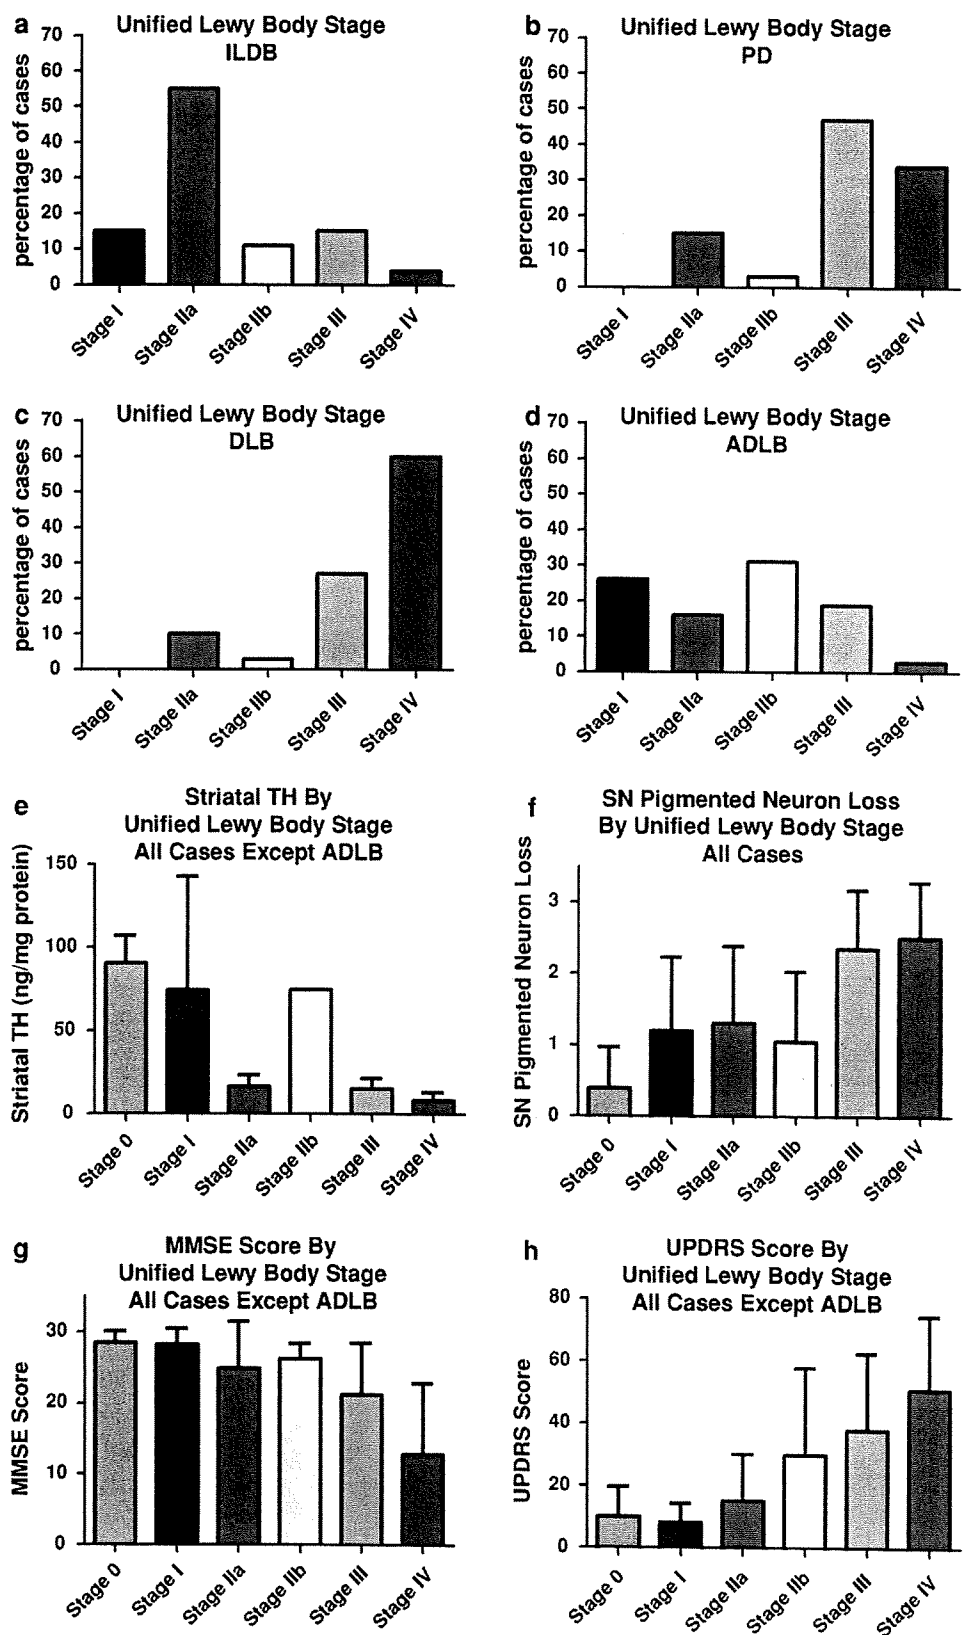 a
Unified Lewy Body Stage
ILDB
percentage of cases
70
60
50
40
30
20
10
0
Stage I
Stage IIa
Stage IIb
Stage III
Stage IV
b
Unified Lewy Body Stage
PD
percentage of cases
70
60
50
40
30
20
10
0
Stage I
Stage IIa
Stage IIb
Stage III
Stage IV
c
Unified Lewy Body Stage
DLB
percentage of cases
70
60
50
40
30
20
10
0
Stage I
Stage IIa
Stage IIb
Stage III
Stage IV
d
Unified Lewy Body Stage
ADLB
percentage of cases
70
60
50
40
30
20
10
0
Stage I
Stage IIa
Stage IIb
Stage III
Stage IV
e
Striatal TH By
Unified Lewy Body Stage
All Cases Except ADLB
Striatal TH (ng/mg protein)
150
100
50
0
Stage 0
Stage I
Stage IIa
Stage IIb
Stage III
Stage IV
f
SN Pigmented Neuron Loss
By Unified Lewy Body Stage
All Cases
SN Pigmented Neuron Loss
3
2
1
0
Stage 0
Stage I
Stage IIa
Stage IIb
Stage III
Stage IV
g
MMSE Score By
Unified Lewy Body Stage
All Cases Except ADLB
MMSE Score
30
20
10
0
Stage 0
Stage I
Stage IIa
Stage IIb
Stage III
Stage IV
h
UPDRS Score By
Unified Lewy Body Stage
All Cases Except ADLB
UPDRS Score
80
60
40
20
0
Stage 0
Stage I
Stage IIa
Stage IIb
Stage III
Stage IV